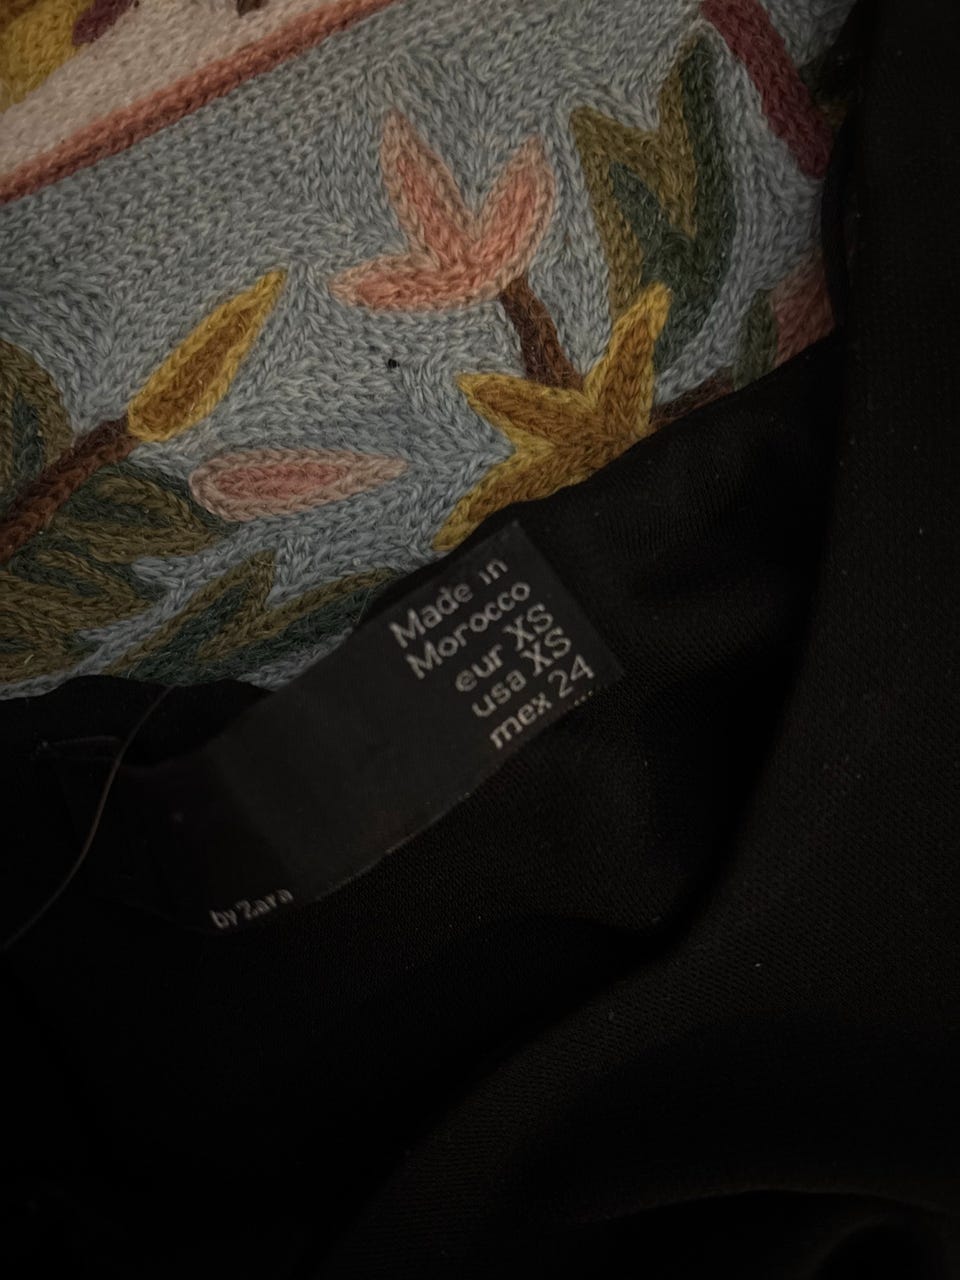 Made in
Morocco
eur XS
usa XS
mex 24
by Zara